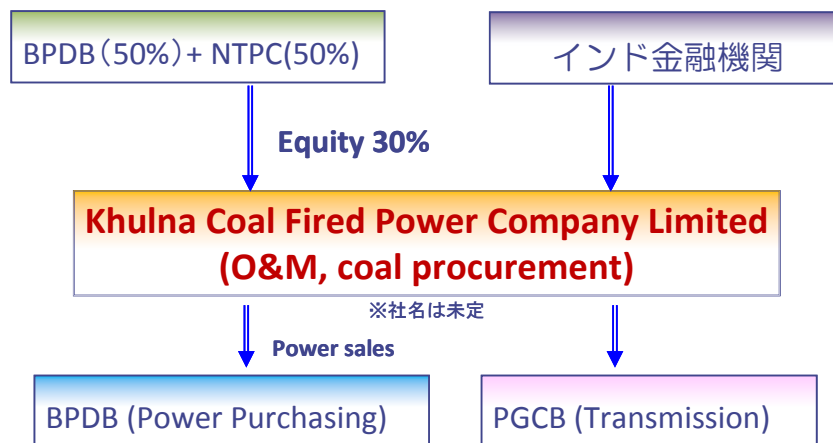 BPDB（50%）+ NTPC(50%)
インド金融機関
Equity 30%
Khulna Coal Fired Power Company Limited
(O&M, coal procurement)
※社名は未定
Power sales
BPDB (Power Purchasing)
PGCB (Transmission)